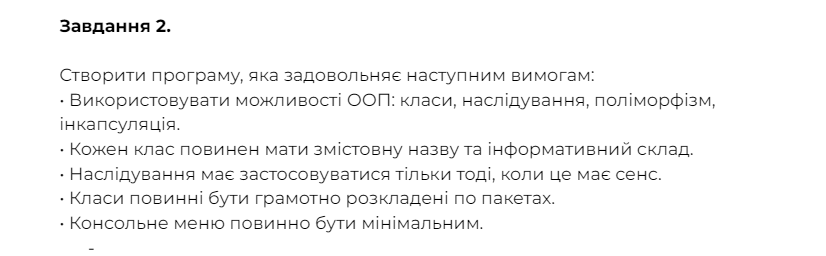 Завдання 2.
Створити програму, яка задовольняє наступним вимогам:
• Використовувати можливості ООП: класи, наслідування, поліморфізм,
інкапсуляція.
• Кожен клас повинен мати змістовну назву та інформативний склад.
• Наслідування має застосовуватися тільки тоді, коли це має сенс.
• Класи повинні бути грамотно розкладені по пакетах.
• Консольне меню повинно бути мінімальним.
-